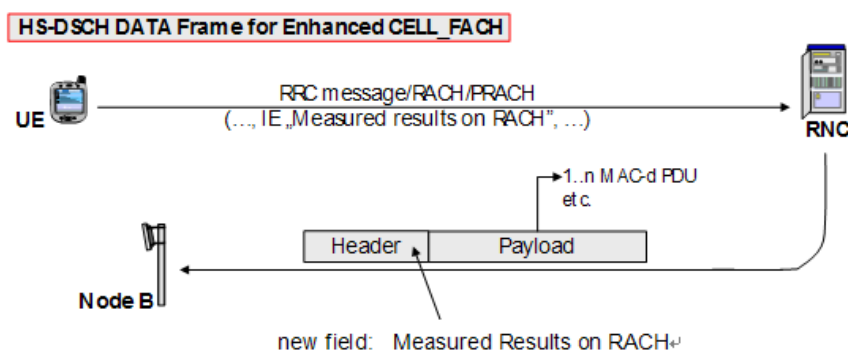 HS-DSCH DATA Frame for Enhanced CELL_FACH
RRC message/RACH/PRACH
UE
(..., IE „Measured results on RACH", ...)
RNC
1..n MAC-d PDU
etc.
Header
Payload
Node B
new field: Measured Results on RACH↵